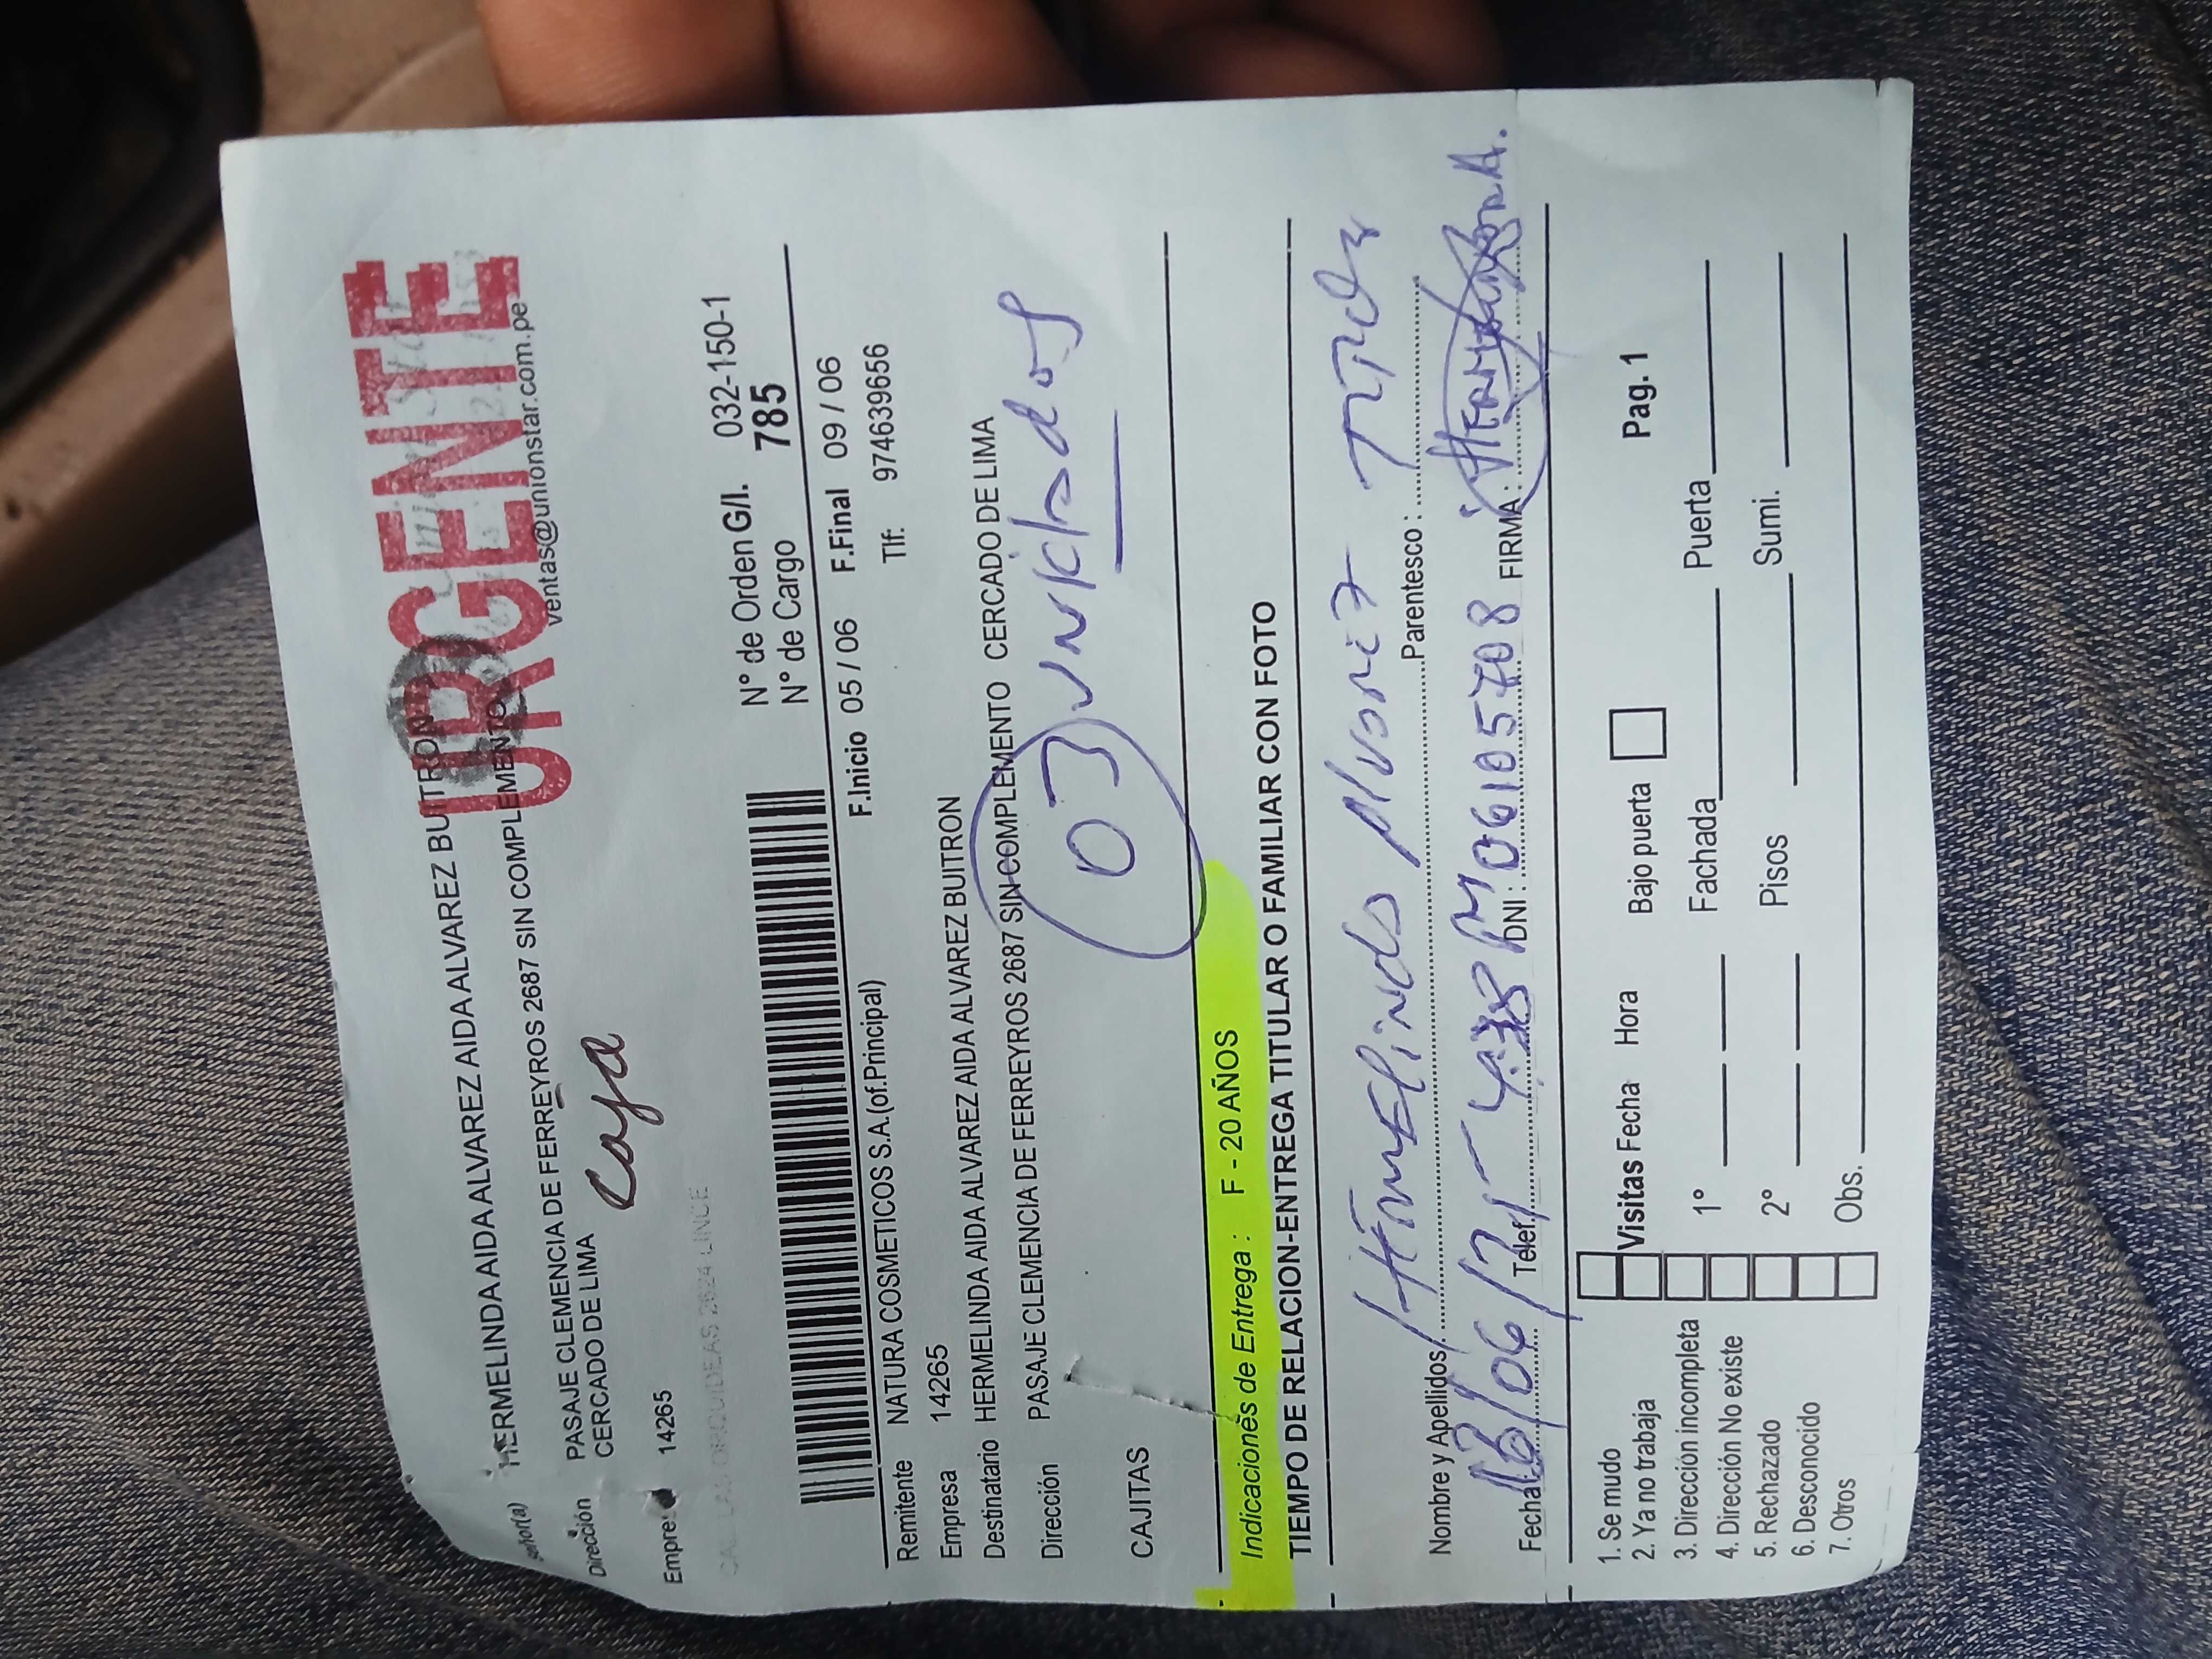 señor(a) HERMELINDA AIDA ALVAREZ AIDA ALVAREZ BUITRON
URGENTE
Dirección PASAJE CLEMENCIA DE FERREYROS 2687 SIN COMPLEMENTO
CERCADO DE LIMA
ventas@unionstar.com.pe
Caja
Empresa 14265
N° de Orden G/I. 032-150-1
N° de Cargo 785
F.Inicio 05 / 06 F.Final 09 / 06
Remitente NATURA COSMETICOS S.A.(of.Principal) Tlf: 974639656
Empresa 14265
Destinatario HERMELINDA AIDA ALVAREZ AIDA ALVAREZ BUITRON
Dirección PASAJE CLEMENCIA DE FERREYROS 2687 SIN COMPLEMENTO CERCADO DE LIMA
03 unidades
CAJITAS
Indicaciones de Entrega : F - 20 AÑOS
TIEMPO DE RELACION-ENTREGA TITULAR O FAMILIAR CON FOTO
Nombre y Apellidos: Hermelinda Alvarez Parentesco :
Fecha Telef. DNI: 06105708 FIRMA:
1. Se mudo
2. Ya no trabaja
3. Dirección incompleta
4. Dirección No existe
5. Rechazado
6. Desconocido
7. Otros
Visitas Fecha Hora Bajo puerta Pag. 1
1° Fachada Puerta
2° Pisos Sumi.
Obs.